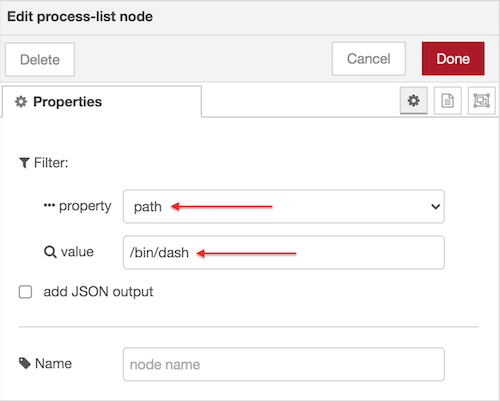 Edit process-list node
Delete
Cancel
Done
Properties
Filter:
property
path
value
/bin/dash
add JSON output
Name
node name